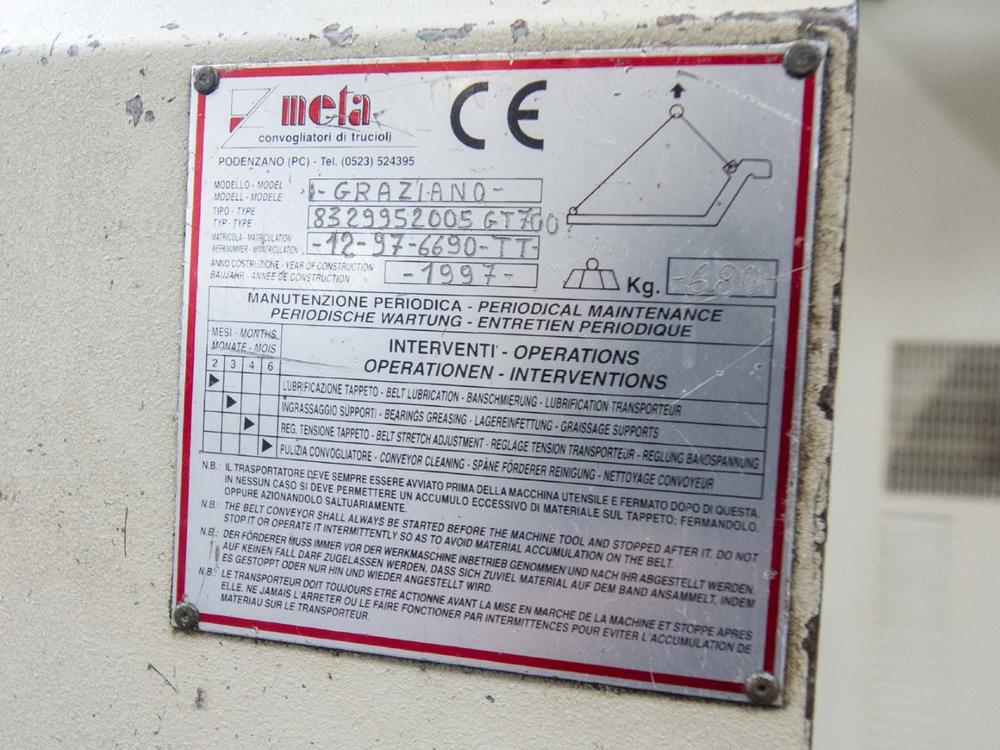 meta
convogliatori di trucioli
CE
PODENZANO (PC) - Tel. (0523) 524395
MODELLO - MODEL
MODELL - MODELE
-GRAZIANO-
TIPO - TYPE
TYP - TYPE
8329952005 GT300
MATRICOLA - MATRICULATION
WERKNUMMER - IMMATRICULATION
-12-97-6690-TT-
ANNO COSTRUZIONE - YEAR OF CONSTRUCTION
BAUJAHR - ANNEE DE CONSTRUCTION
-1997-
Kg. -680-
MANUTENZIONE PERIODICA - PERIODICAL MAINTENANCE
PERIODISCHE WARTUNG - ENTRETIEN PERIODIQUE
MESI - MONTHS
MONATE - MOIS
INTERVENTI - OPERATIONS
OPERATIONEN - INTERVENTIONS
2 3 4 6
LUBRIFICAZIONE TAPPETO - BELT LUBRICATION - BANSCHMIERUNG - LUBRIFICATION TRANSPORTEUR
INGRASSAGGIO SUPPORTI - BEARINGS GREASING - LAGEREINFETTUNG - GRAISSAGE SUPPORTS
REG. TENSIONE TAPPETO - BELT STRETCH ADJUSTMENT - REGLAGE TENSION TRANSPORTEUR - REGLUNG BANDSPANNUNG
PULIZIA CONVOGLIATORE - CONVEYOR CLEANING - SPÄNE FÖRDERER REINIGUNG - NETTOYAGE CONVOYEUR
N.B.: IL TRASPORTATORE DEVE SEMPRE ESSERE AVVIATO PRIMA DELLA MACCHINA UTENSILE E FERMATO DOPO DI QUESTA.
IN NESSUN CASO SI DEVE PERMETTERE UN ACCUMULO ECCESSIVO DI MATERIALE SUL TAPPETO; FERMANDOLO,
OPPURE AZIONANDOLO SALTUARIAMENTE.
N.B.: THE BELT CONVEYOR SHALL ALWAYS BE STARTED BEFORE THE MACHINE TOOL AND STOPPED AFTER IT. DO NOT
STOP IT OR OPERATE IT INTERMITTENTLY SO AS TO AVOID MATERIAL ACCUMULATION ON THE BELT.
N.B.: DER FÖRDERER MUSS IMMER VOR DER WERKMASCHINE INBETRIEB GENOMMEN UND NACH IHR ABGESTELLT WERDEN.
AUF KEINEN FALL DARF ZUGELASSEN WERDEN, DASS SICH ZUVIEL MATERIAL AUF DEM BAND ANSAMMELT, INDEM
ES GESTOPPT ODER NUR HIN UND WIEDER ANGESTELLT WIRD.
N.B.: LE TRANSPORTEUR DOIT TOUJOURS ETRE ACTIONNE AVANT LA MISE EN MARCHE DE LA MACHINE ET STOPPE APRES
ELLE. NE JAMAIS L'ARRETER OU LE FAIRE FONCTIONER PAR INTERMITTENCES POUR EVITER L'ACCUMULATION DE
MATERIAU SUR LE TRANSPORTEUR.